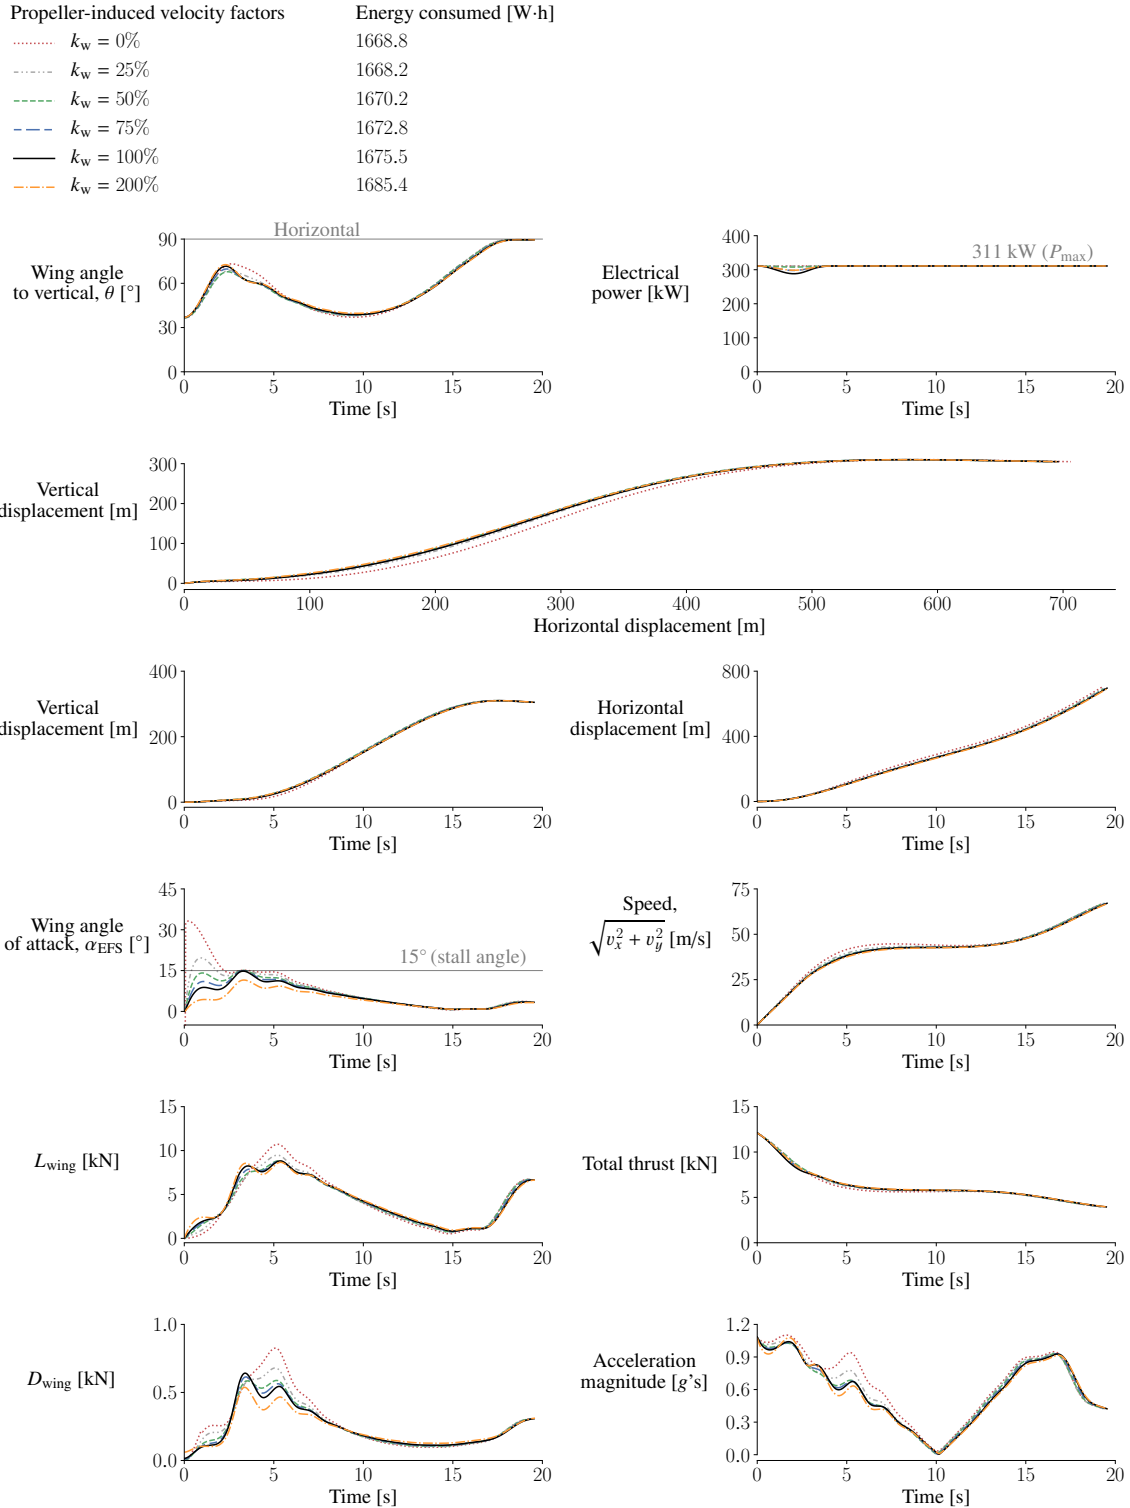 Propeller-induced velocity factors Energy consumed [W·h]
k_w = 0% 1668.8
k_w = 25% 1668.2
k_w = 50% 1670.2
k_w = 75% 1672.8
k_w = 100% 1675.5
k_w = 200% 1685.4
Wing angle
to vertical, θ [°]
90
60
30
0
Horizontal
0 5 10 15 20
Time [s]
Electrical
power [kW]
400
300
200
100
0
311 kW (P_max)
0 5 10 15 20
Time [s]
Vertical
displacement [m]
300
200
100
0
0 100 200 300 400 500 600 700
Horizontal displacement [m]
Vertical
displacement [m]
400
200
0
0 5 10 15 20
Time [s]
Horizontal
displacement [m]
800
400
0
0 5 10 15 20
Time [s]
Wing angle
of attack, α_EFS [°]
45
30
15
0
15° (stall angle)
0 5 10 15 20
Time [s]
Speed,
√(v_x² + v_y²) [m/s]
75
50
25
0
0 5 10 15 20
Time [s]
L_wing [kN]
15
10
5
0
0 5 10 15 20
Time [s]
Total thrust [kN]
15
10
5
0
0 5 10 15 20
Time [s]
D_wing [kN]
1.0
0.5
0.0
0 5 10 15 20
Time [s]
Acceleration
magnitude [g's]
1.2
0.9
0.6
0.3
0.0
0 5 10 15 20
Time [s]